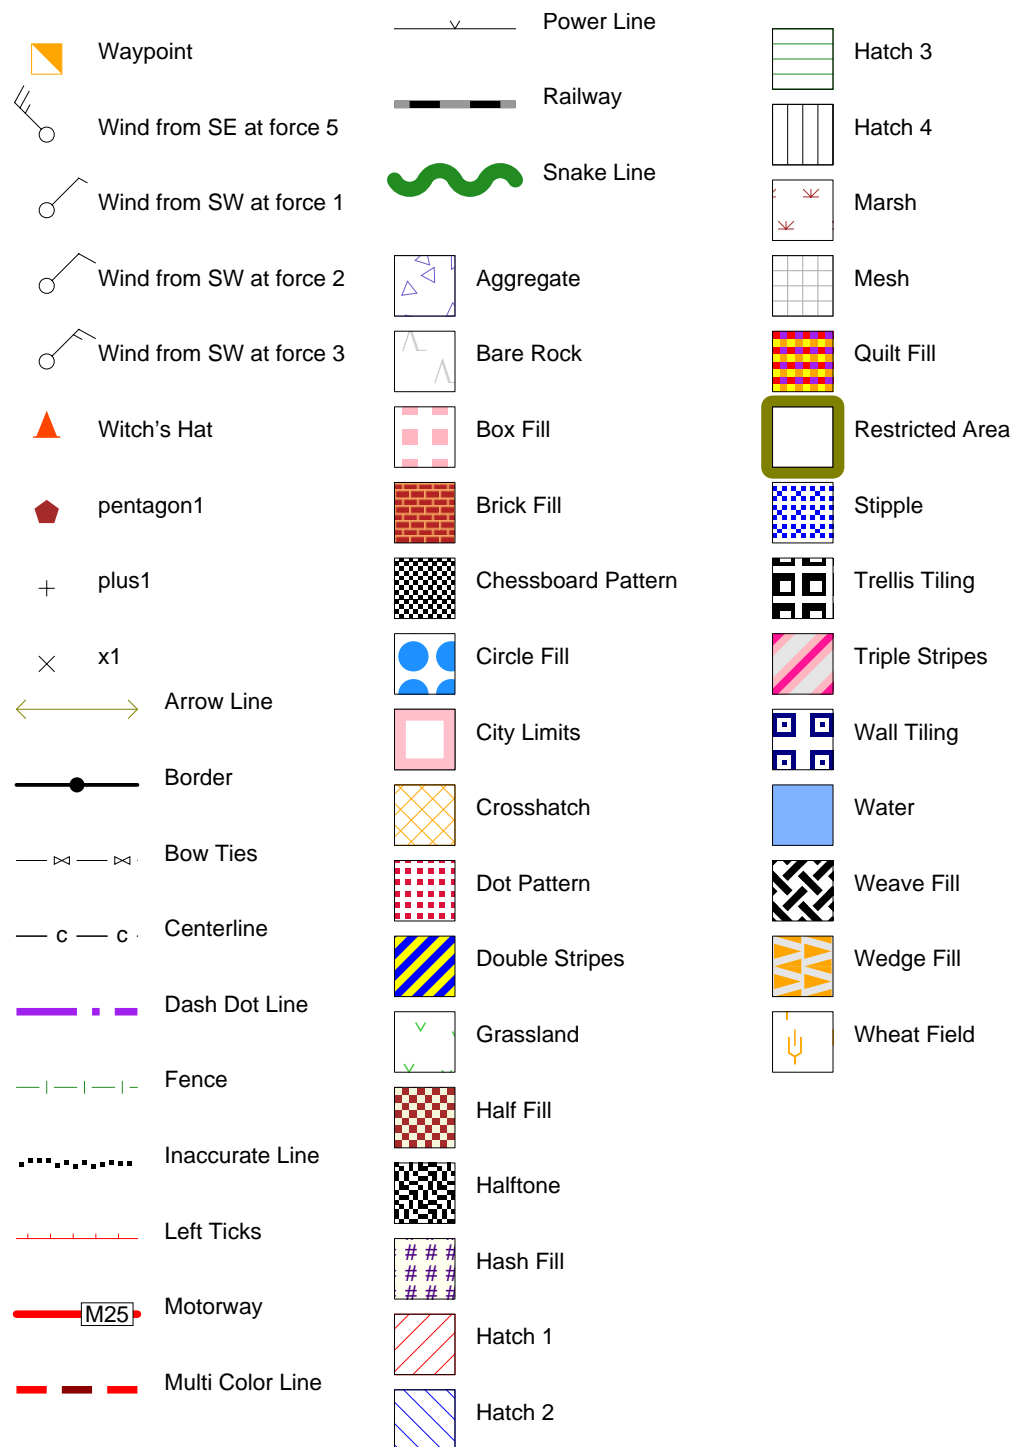 Waypoint
Wind from SE at force 5
Wind from SW at force 1
Wind from SW at force 2
Wind from SW at force 3
Witch's Hat
pentagon1
plus1
x1
Arrow Line
Border
Bow Ties
C C Centerline
Dash Dot Line
Fence
Inaccurate Line
Left Ticks
M25 Motorway
Multi Color Line
Power Line
Railway
Snake Line
Aggregate
Bare Rock
Box Fill
Brick Fill
Chessboard Pattern
Circle Fill
City Limits
Crosshatch
Dot Pattern
Double Stripes
Grassland
Half Fill
Halftone
Hash Fill
Hatch 1
Hatch 2
Hatch 3
Hatch 4
Marsh
Mesh
Quilt Fill
Restricted Area
Stipple
Trellis Tiling
Triple Stripes
Wall Tiling
Water
Weave Fill
Wedge Fill
Wheat Field